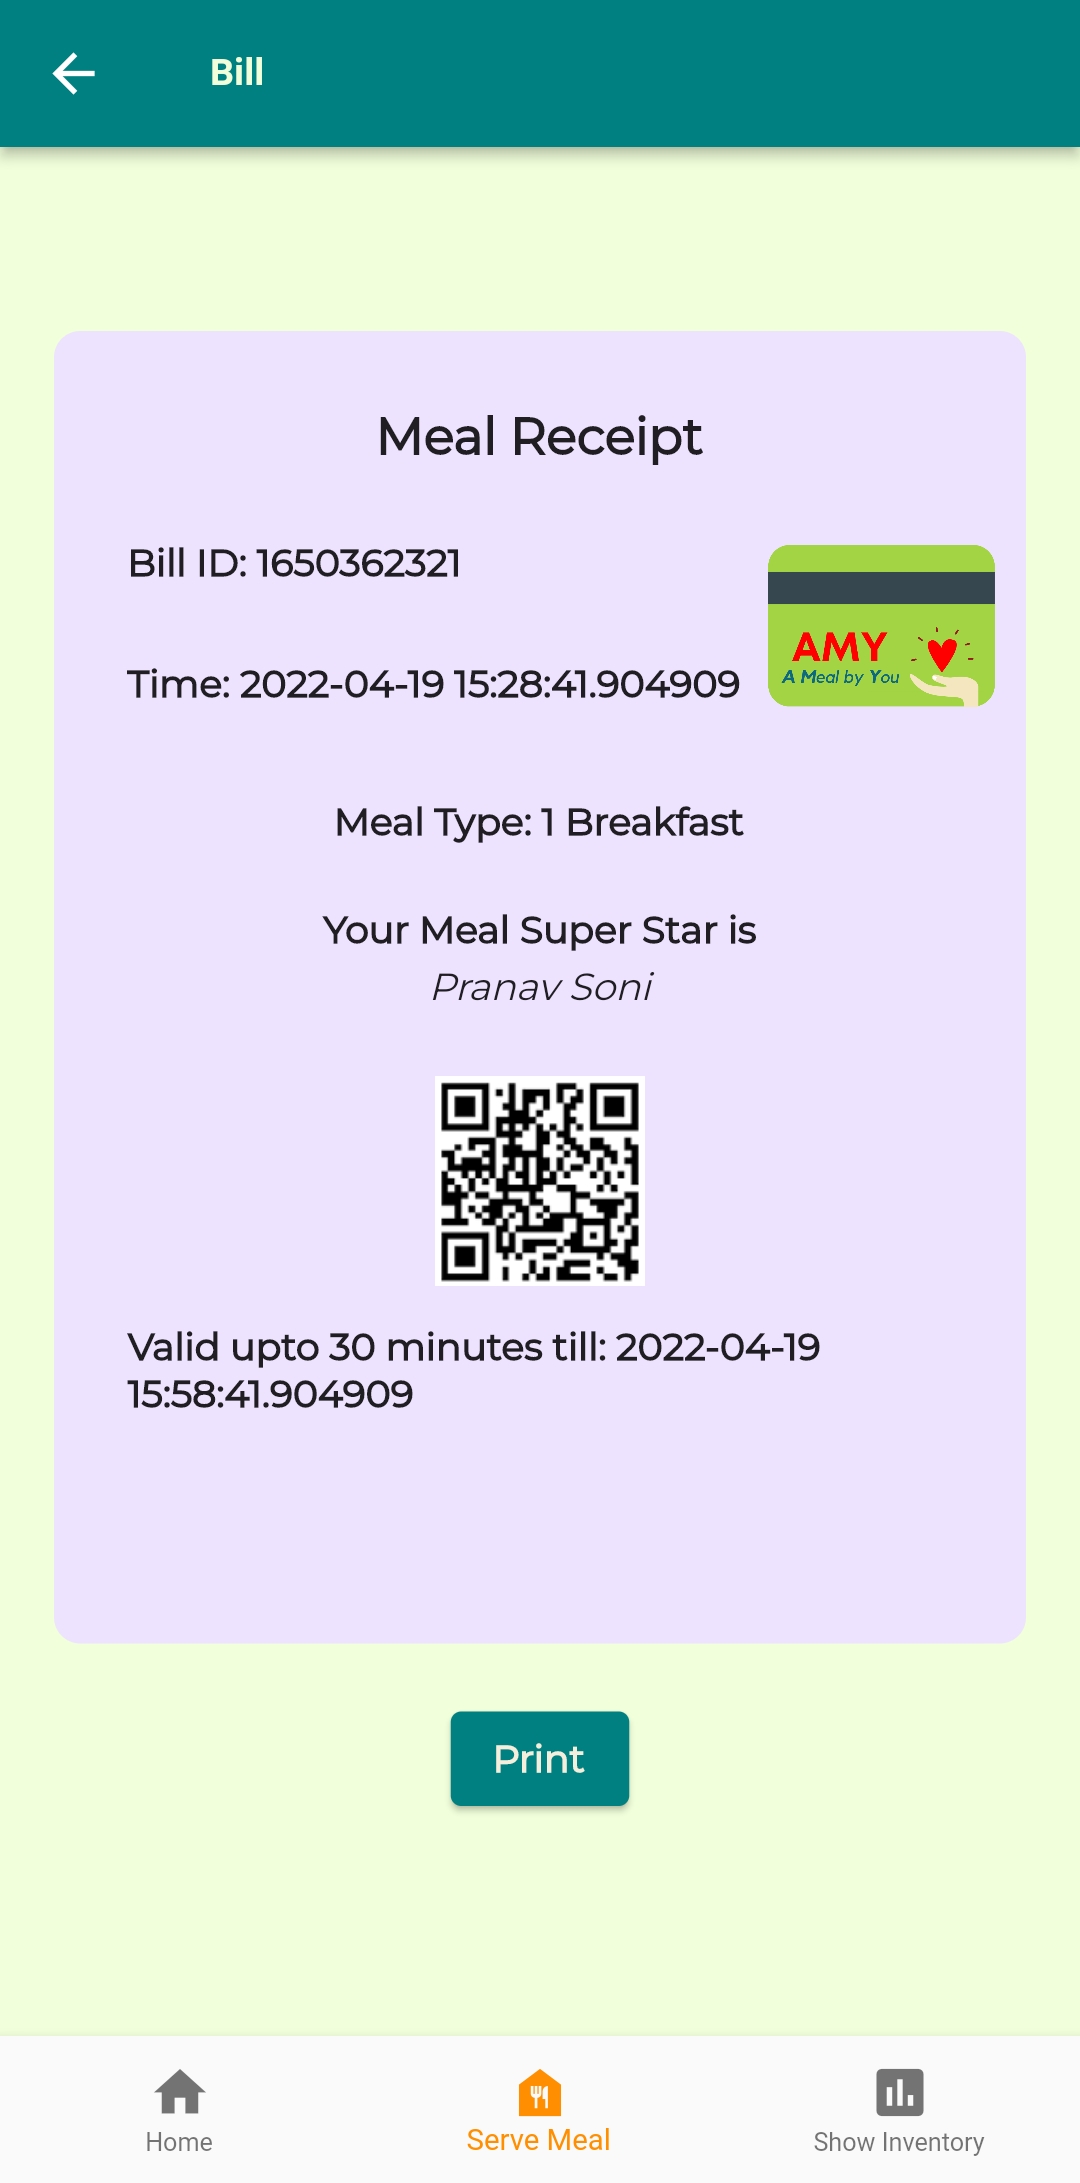 Bill
Meal Receipt
Bill ID: 1650362321
Time: 2022-04-19 15:28:41.904909
AMY
A Meal by You
Meal Type: 1 Breakfast
Your Meal Super Star is
Pranav Soni
Valid upto 30 minutes till: 2022-04-19
15:58:41.904909
Print
Home
Serve Meal
Show Inventory